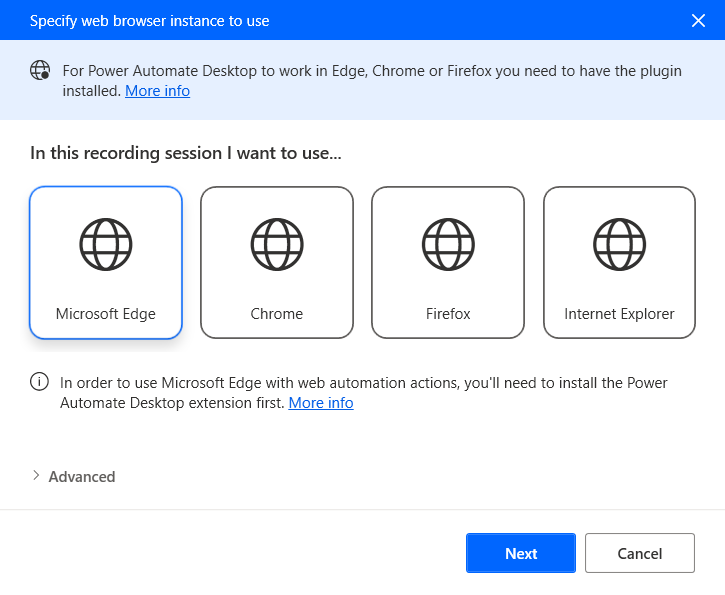 Specify web browser instance to use
For Power Automate Desktop to work in Edge, Chrome or Firefox you need to have the plugin
installed. More info
In this recording session I want to use...
Microsoft Edge
Chrome
Firefox
Internet Explorer
In order to use Microsoft Edge with web automation actions, you'll need to install the Power
Automate Desktop extension first. More info
Advanced
Next
Cancel